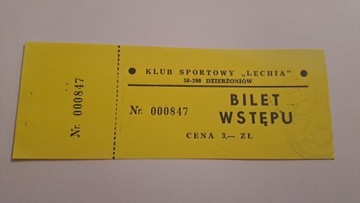 Nr. 000847
KLUB SPORTOWY „LECHIA"
58-200 DZIERŻONIÓW
Nr. 000847
BILET
WSTĘPU
CENA 3,— ZŁ